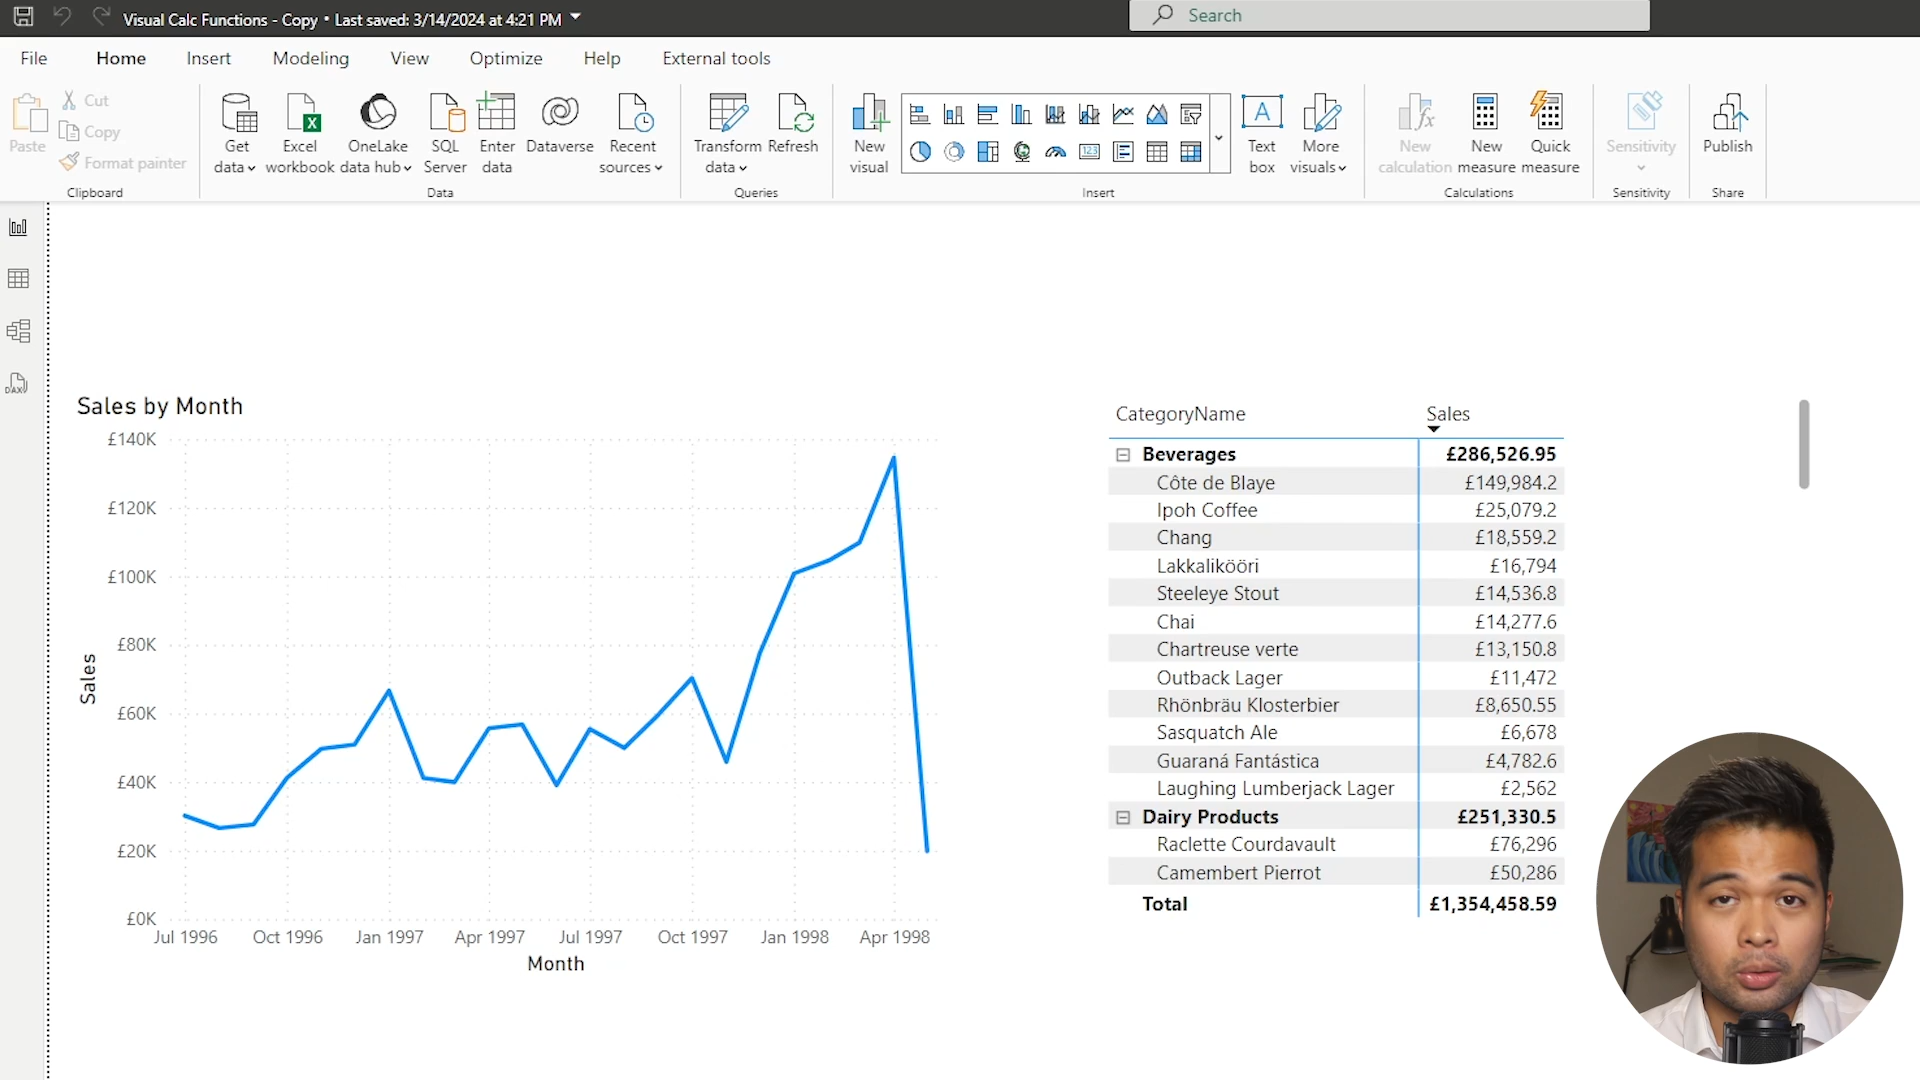 Visual Calc Functions - Copy • Last saved: 3/14/2024 at 4:21 PM
Search
File Home Insert Modeling View Optimize Help External tools
Paste
Cut
Copy
Format painter
Clipboard
Get data
Excel workbook
OneLake data hub
SQL Server
Enter data
Dataverse
Recent sources
Data
Transform data
Refresh
Queries
New visual
Text box
More visuals
Insert
New calculation
New measure
Quick measure
Calculations
Sensitivity
Sensitivity
Publish
Share
DAX
Sales by Month
£140K
£120K
£100K
£80K
£60K
£40K
£20K
£0K
Sales
Jul 1996 Oct 1996 Jan 1997 Apr 1997 Jul 1997 Oct 1997 Jan 1998 Apr 1998
Month
CategoryName Sales
Beverages £286,526.95
Côte de Blaye £149,984.2
Ipoh Coffee £25,079.2
Chang £18,559.2
Lakkalikööri £16,794
Steeleye Stout £14,536.8
Chai £14,277.6
Chartreuse verte £13,150.8
Outback Lager £11,472
Rhönbräu Klosterbier £8,650.55
Sasquatch Ale £6,678
Guaraná Fantástica £4,782.6
Laughing Lumberjack Lager £2,562
Dairy Products £251,330.5
Raclette Courdavault £76,296
Camembert Pierrot £50,286
Total £1,354,458.59